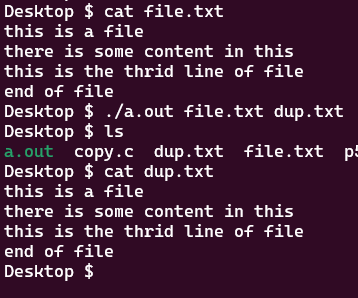 Desktop $ cat file.txt
this is a file
there is some content in this
this is the thrid line of file
end of file
Desktop $ ./a.out file.txt dup.txt
Desktop $ ls
a.out  copy.c  dup.txt  file.txt
Desktop $ cat dup.txt
this is a file
there is some content in this
this is the thrid line of file
end of file
Desktop $